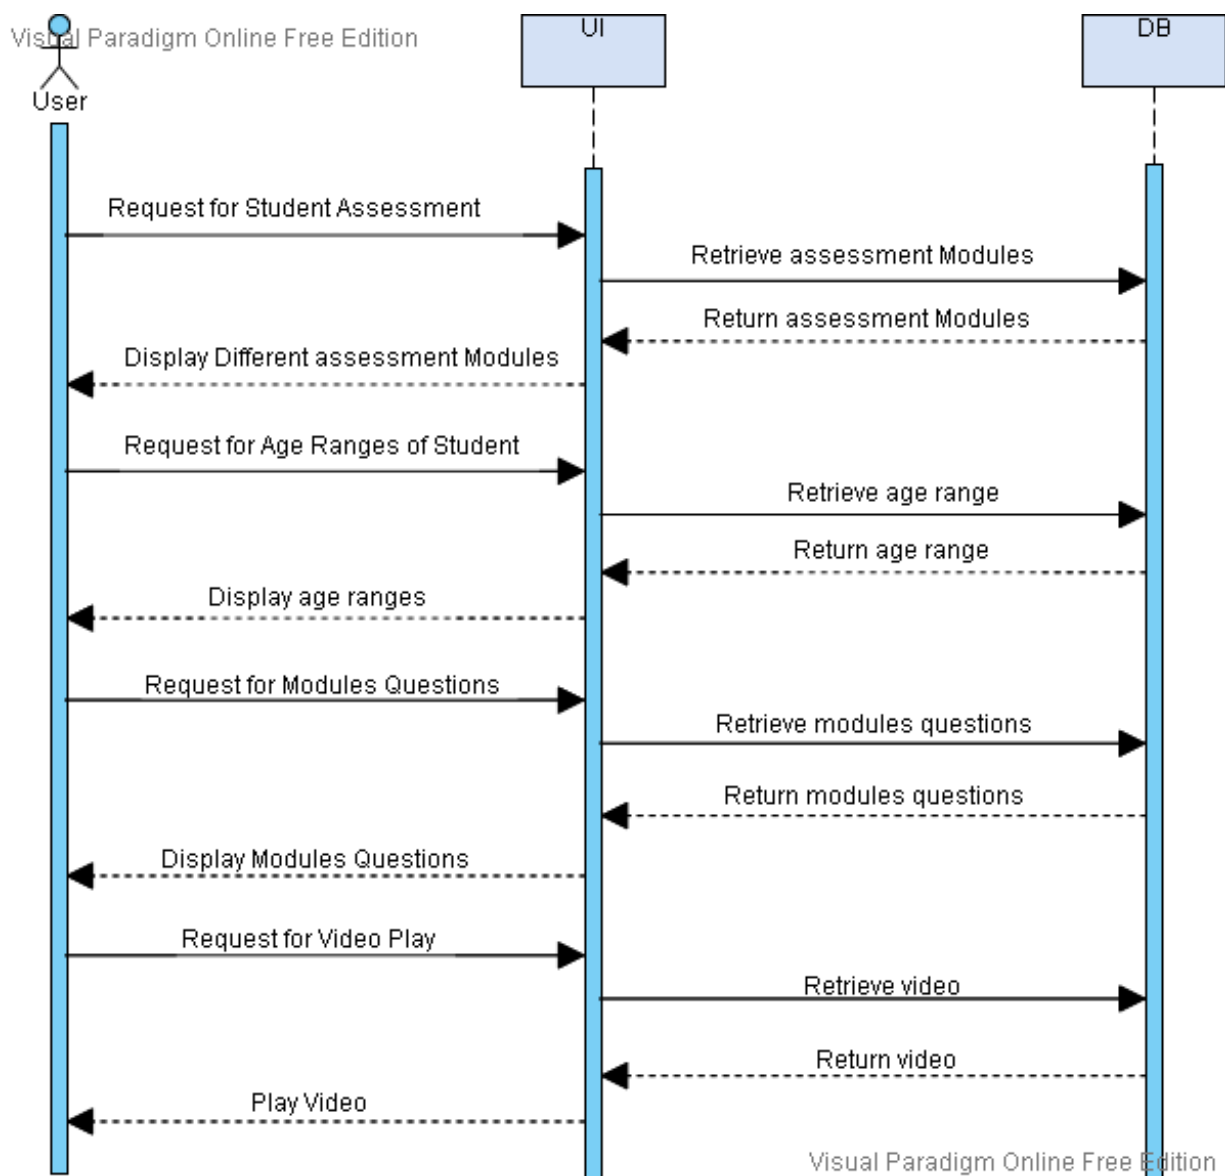 Visual Paradigm Online Free Edition
UI
DB
User
Request for Student Assessment
Retrieve assessment Modules
Return assessment Modules
Display Different assessment Modules
Request for Age Ranges of Student
Retrieve age range
Return age range
Display age ranges
Request for Modules Questions
Retrieve modules questions
Return modules questions
Display Modules Questions
Request for Video Play
Retrieve video
Return video
Play Video
Visual Paradigm Online Free Edition